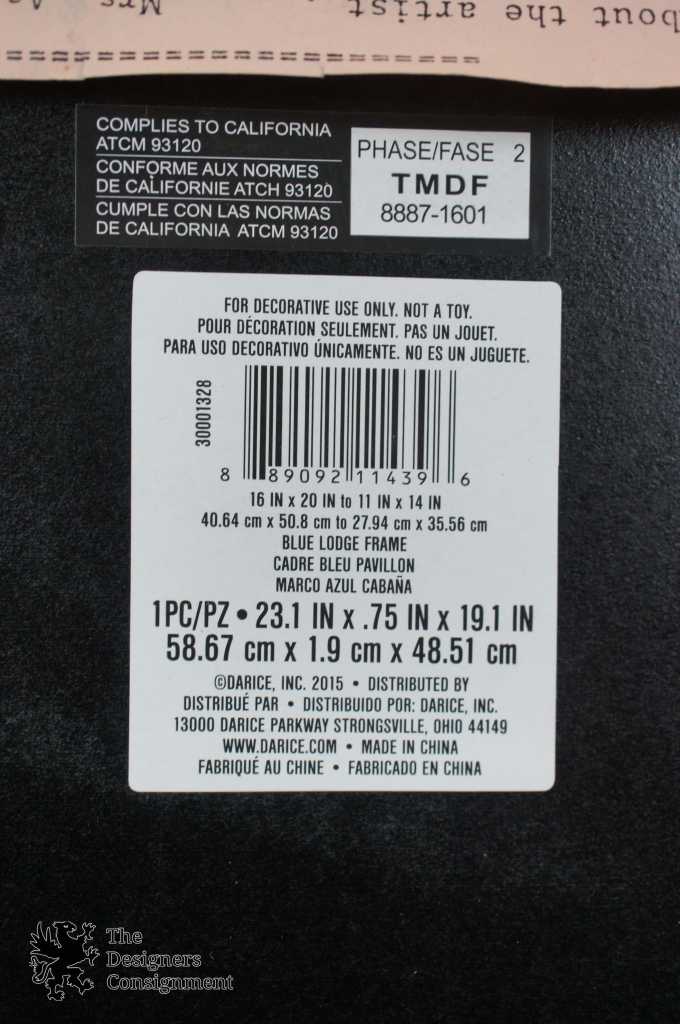 bout the artist
Mrs
COMPLIES TO CALIFORNIA
ATCM 93120
CONFORME AUX NORMES
DE CALIFORNIE ATCH 93120
CUMPLE CON LAS NORMAS
DE CALIFORNIA ATCM 93120
PHASE/FASE 2
TMDF
8887-1601
FOR DECORATIVE USE ONLY. NOT A TOY.
POUR DÉCORATION SEULEMENT. PAS UN JOUET.
PARA USO DECORATIVO ÚNICAMENTE. NO ES UN JUGUETE.
30001328
8 89092 11439 6
16 IN x 20 IN to 11 IN x 14 IN
40.64 cm x 50.8 cm to 27.94 cm x 35.56 cm
BLUE LODGE FRAME
CADRE BLEU PAVILLON
MARCO AZUL CABAÑA
1PC/PZ • 23.1 IN x .75 IN x 19.1 IN
58.67 cm x 1.9 cm x 48.51 cm
©DARICE, INC. 2015 • DISTRIBUTED BY
DISTRIBUÉ PAR • DISTRIBUIDO POR: DARICE, INC.
13000 DARICE PARKWAY STRONGSVILLE, OHIO 44149
WWW.DARICE.COM • MADE IN CHINA
FABRIQUÉ AU CHINE • FABRICADO EN CHINA
The
Designers
Consignment